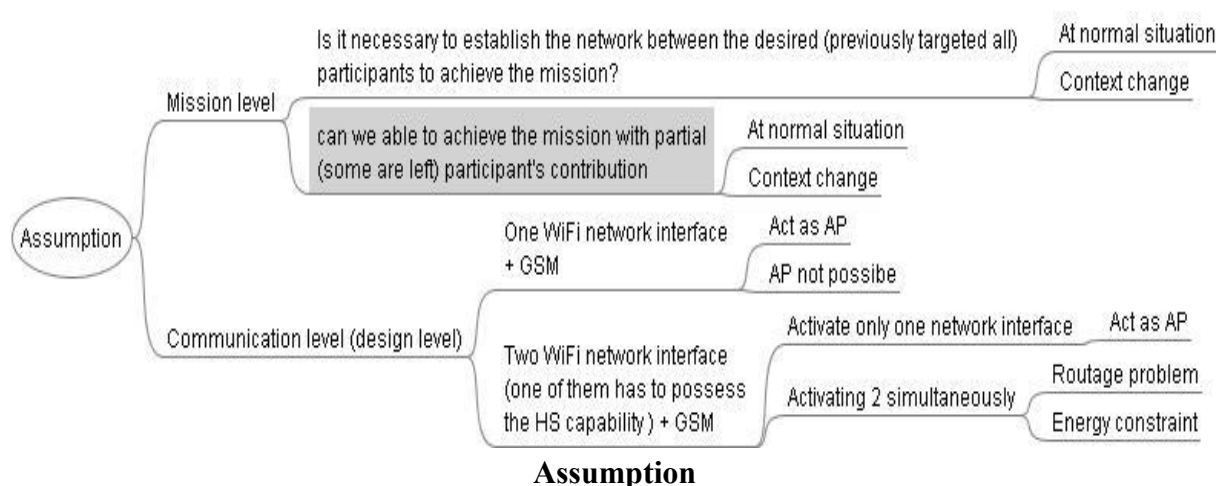 Assumption
Mission level
Is it necessary to establish the network between the desired (previously targeted all)
participants to achieve the mission?
At normal situation
Context change
can we able to achieve the mission with partial
(some are left) participant's contribution
At normal situation
Context change
Communication level (design level)
One WiFi network interface
+ GSM
Act as AP
AP not possibe
Two WiFi network interface
(one of them has to possess
the HS capability ) + GSM
Activate only one network interface
Act as AP
Activating 2 simultaneously
Routage problem
Energy constraint
Assumption